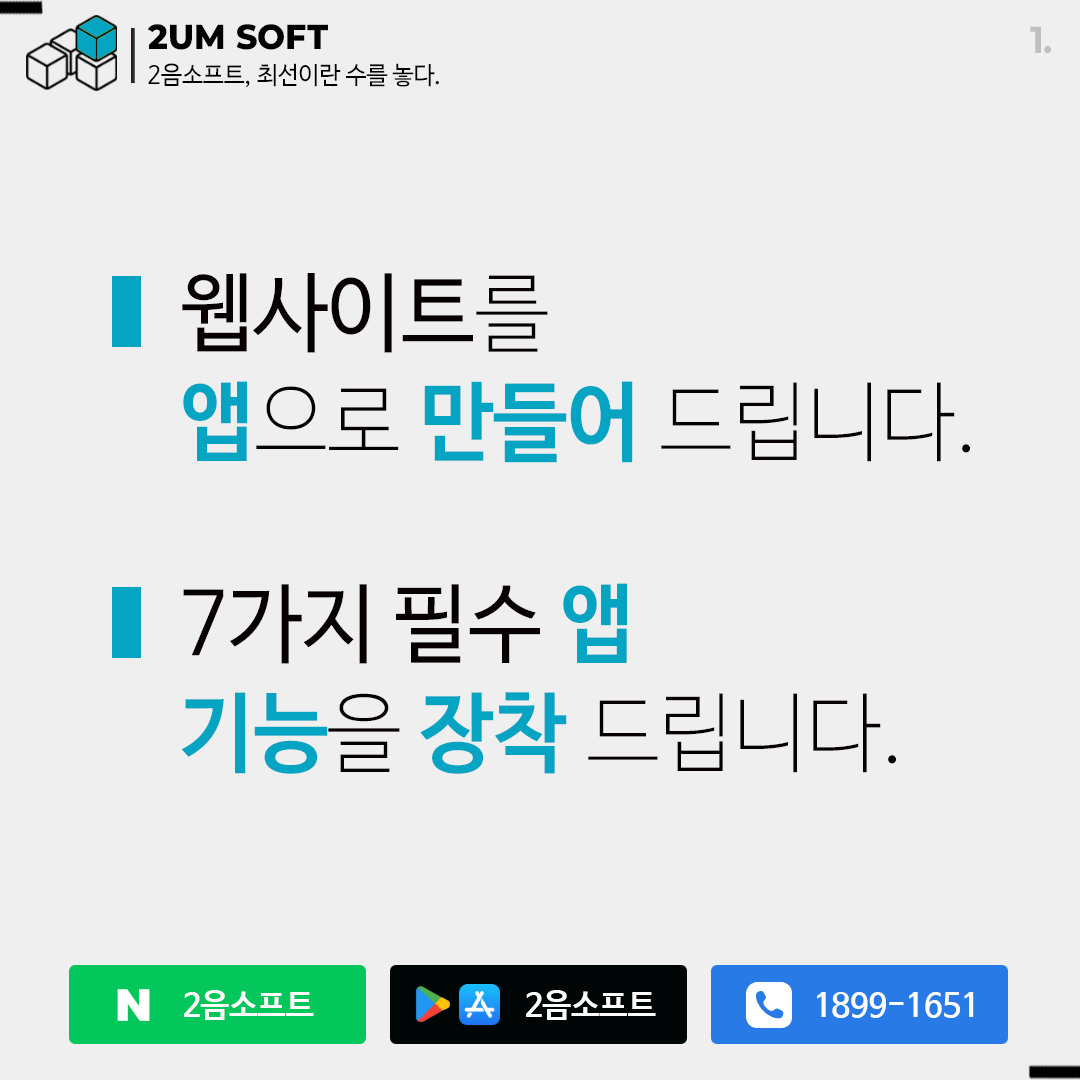 2UM SOFT
2음소프트, 최선이란 수를 놓다.
1.
웹사이트를
앱으로 만들어 드립니다.
7가지 필수 앱
기능을 장착 드립니다.
N 2음소프트
2음소프트
1899-1651